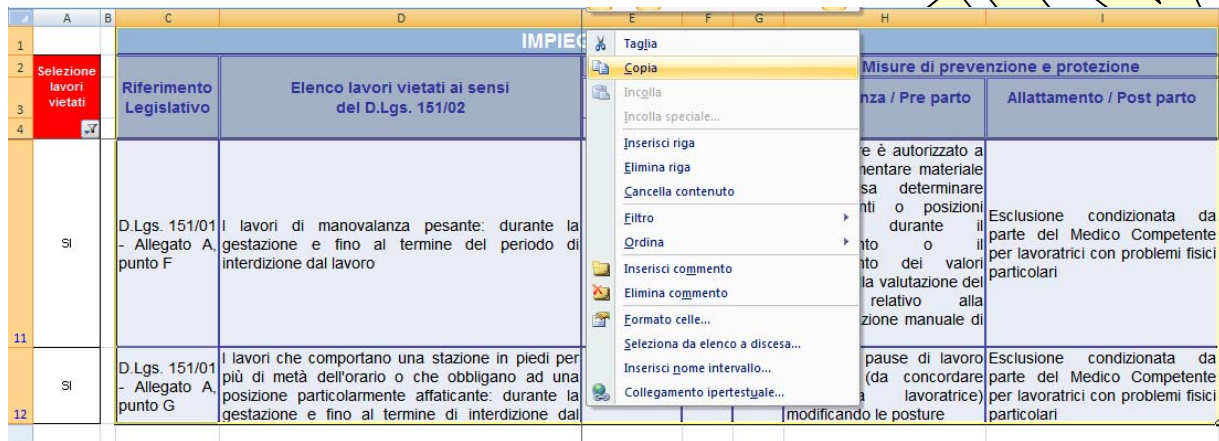 A B C D E F G H I
1
IMPIEG
2
Selezione
lavori
vietati
3
4
Riferimento
Legislativo
Elenco lavori vietati ai sensi
del D.Lgs. 151/02
Misure di prevenzione e protezione
nza / Pre parto
Allattamento / Post parto
11
SI
D.Lgs. 151/01
- Allegato A,
punto F
I lavori di manovalanza pesante: durante la
gestazione e fino al termine del periodo di
interdizione dal lavoro
e è autorizzato a
mentare materiale
sa determinare
nti o posizioni
durante il
nto o il
nto dei valori
la valutazione del
relativo alla
zione manuale di
Esclusione condizionata da
parte del Medico Competente
per lavoratrici con problemi fisici
particolari
12
SI
D.Lgs. 151/01
- Allegato A,
punto G
I lavori che comportano una stazione in piedi per
più di metà dell'orario o che obbligano ad una
posizione particolarmente affaticante: durante la
gestazione e fino al termine di interdizione dal
pause di lavoro
(da concordare
lavoratrice)
modificando le posture
Esclusione condizionata da
parte del Medico Competente
per lavoratrici con problemi fisici
particolari
Taglia
Copia
Incolla
Incolla speciale...
Inserisci riga
Elimina riga
Cancella contenuto
Filtro
Ordina
Inserisci commento
Elimina commento
Formato celle...
Seleziona da elenco a discesa...
Inserisci nome intervallo...
Collegamento ipertestuale...